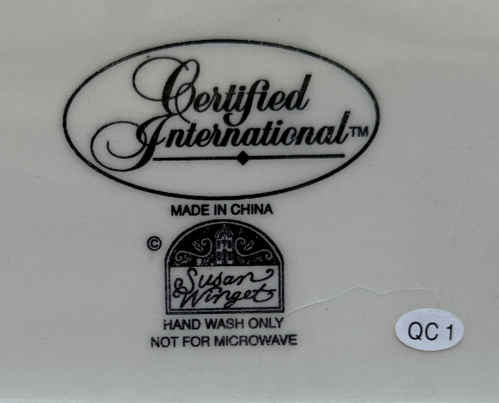 Certified
International™
MADE IN CHINA
©
Susan
Winget
HAND WASH ONLY
NOT FOR MICROWAVE
QC 1